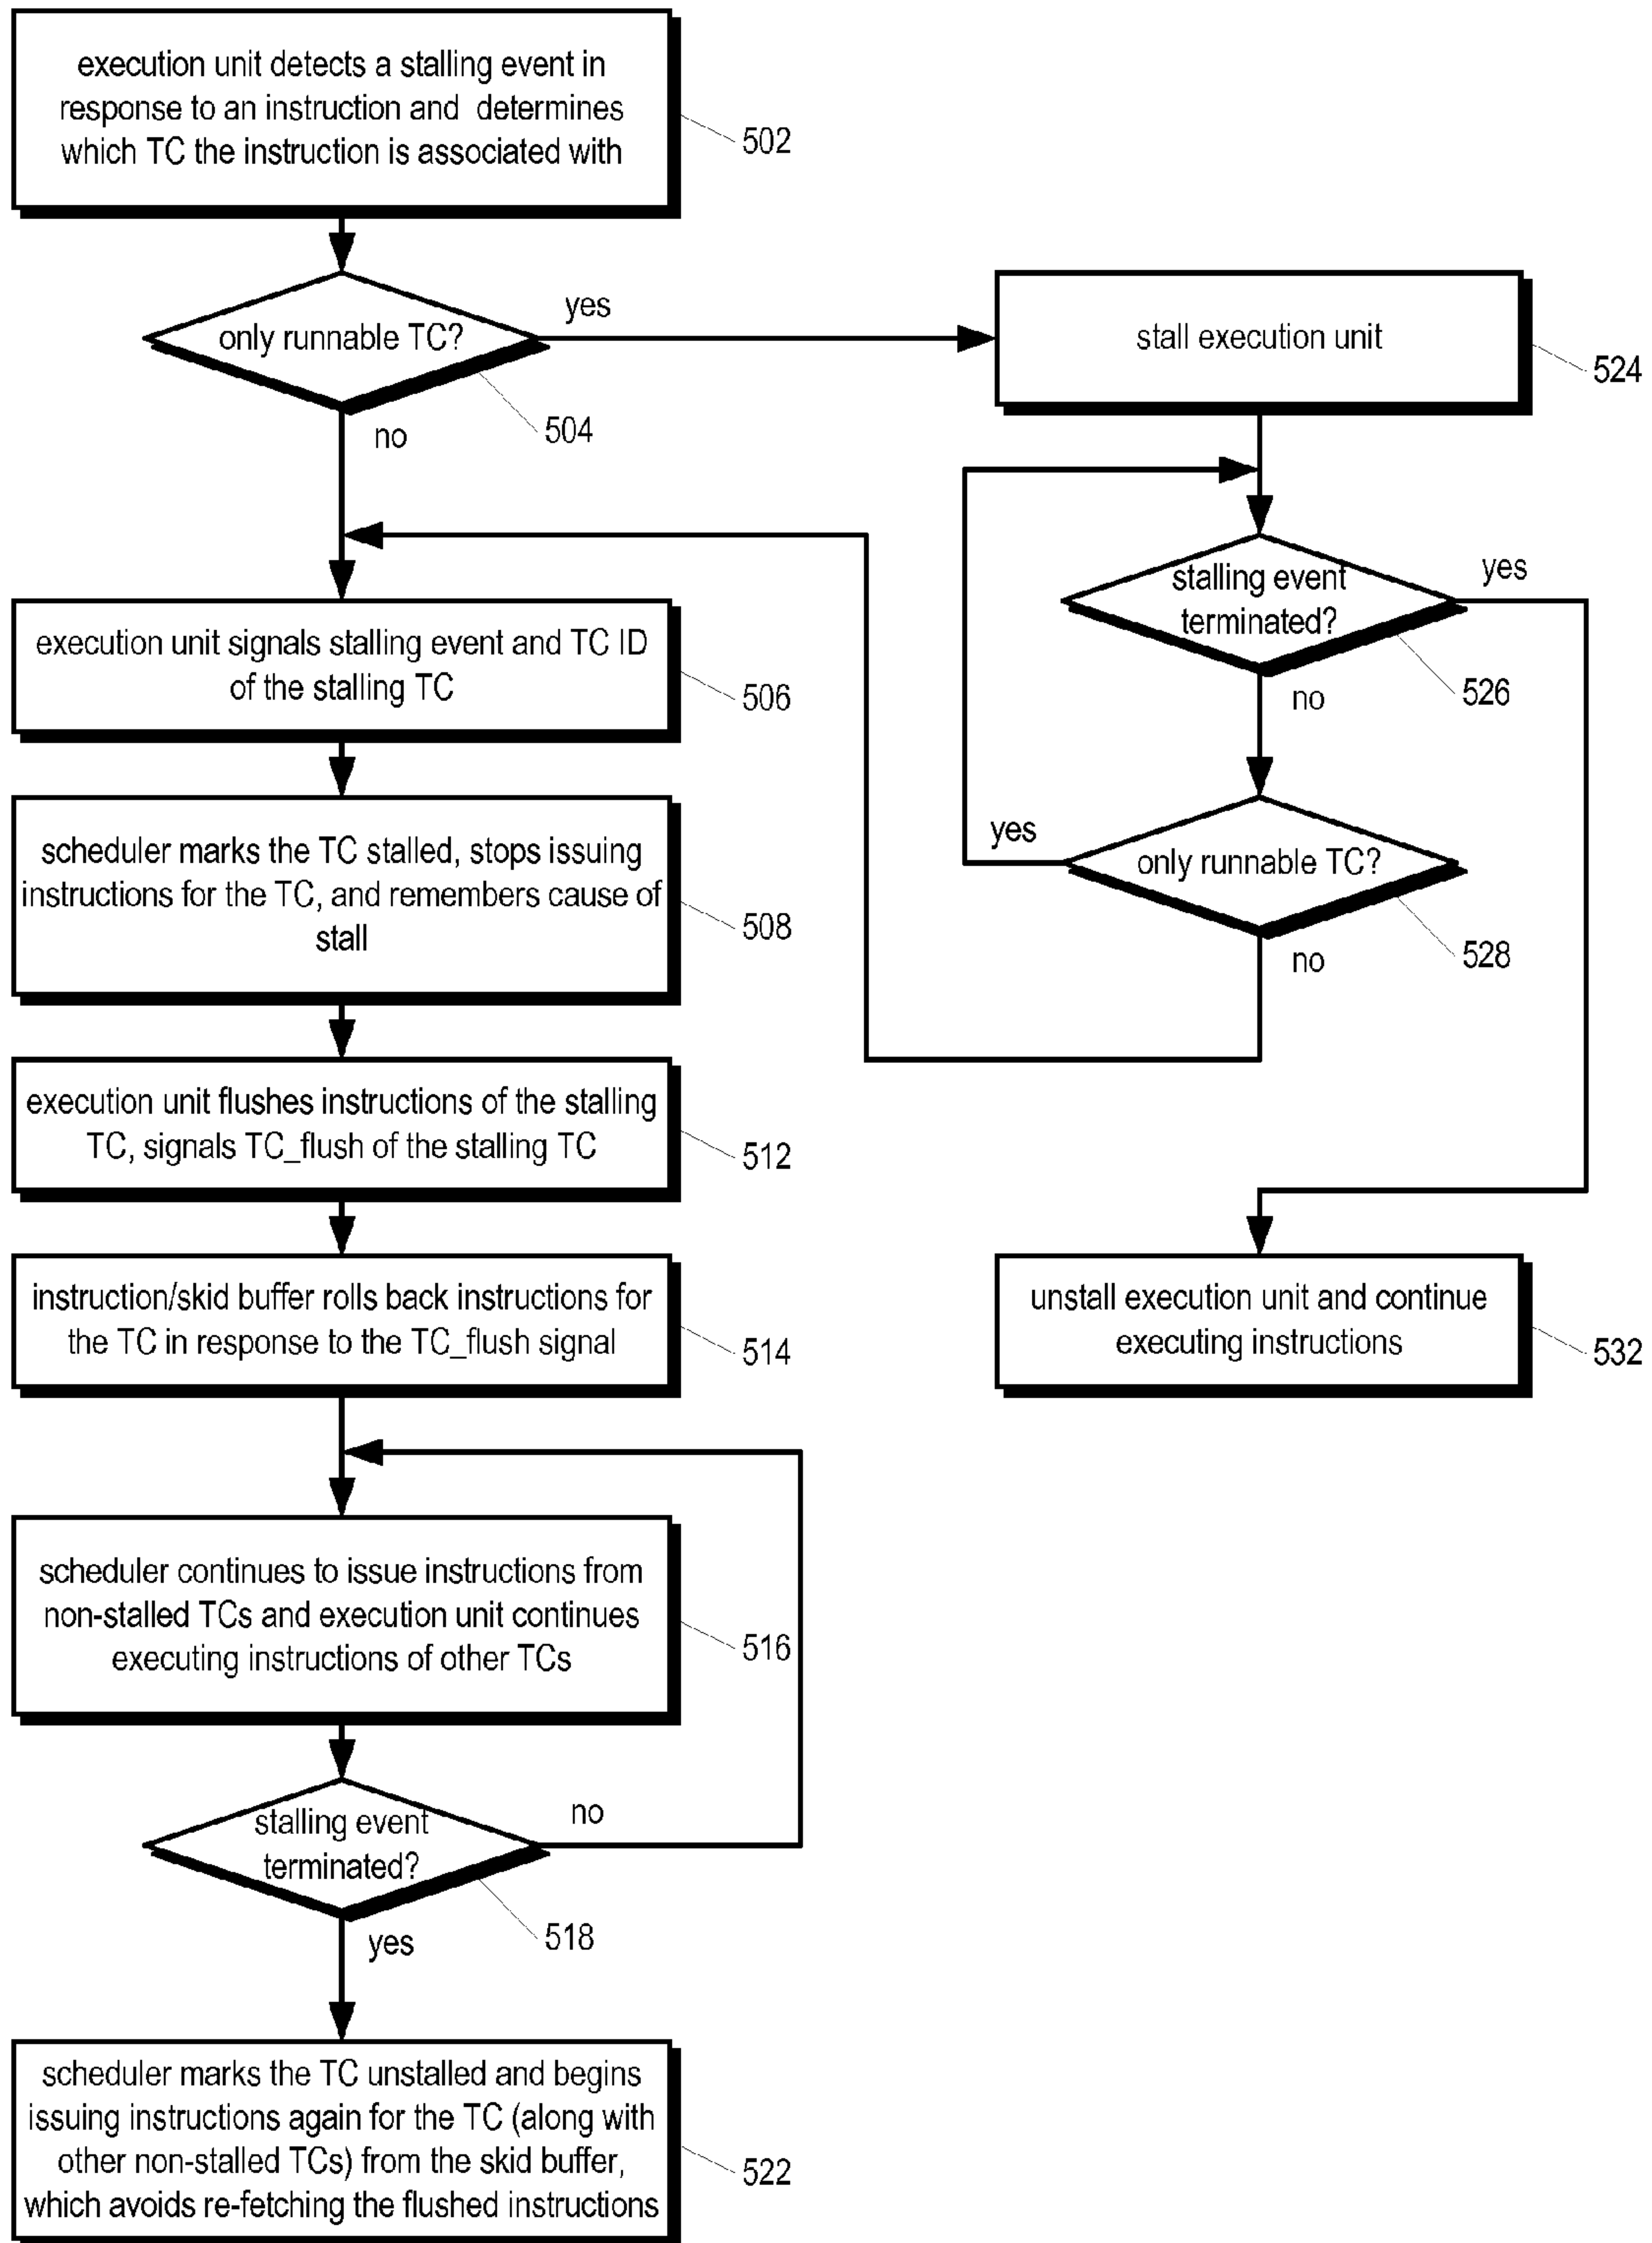 execution unit detects a stalling event in
response to an instruction and determines
which TC the instruction is associated with
502
only runnable TC?
yes
504
no
execution unit signals stalling event and TC ID
of the stalling TC
506
scheduler marks the TC stalled, stops issuing
instructions for the TC, and remembers cause of
stall
508
execution unit flushes instructions of the stalling
TC, signals TC_flush of the stalling TC
512
instruction/skid buffer rolls back instructions for
the TC in response to the TC_flush signal
514
scheduler continues to issue instructions from
non-stalled TCs and execution unit continues
executing instructions of other TCs
516
stalling event
terminated?
no
518
yes
scheduler marks the TC unstalled and begins
issuing instructions again for the TC (along with
other non-stalled TCs) from the skid buffer,
which avoids re-fetching the flushed instructions
522
stall execution unit
524
stalling event
terminated?
yes
526
no
yes
only runnable TC?
528
no
unstall execution unit and continue
executing instructions
532